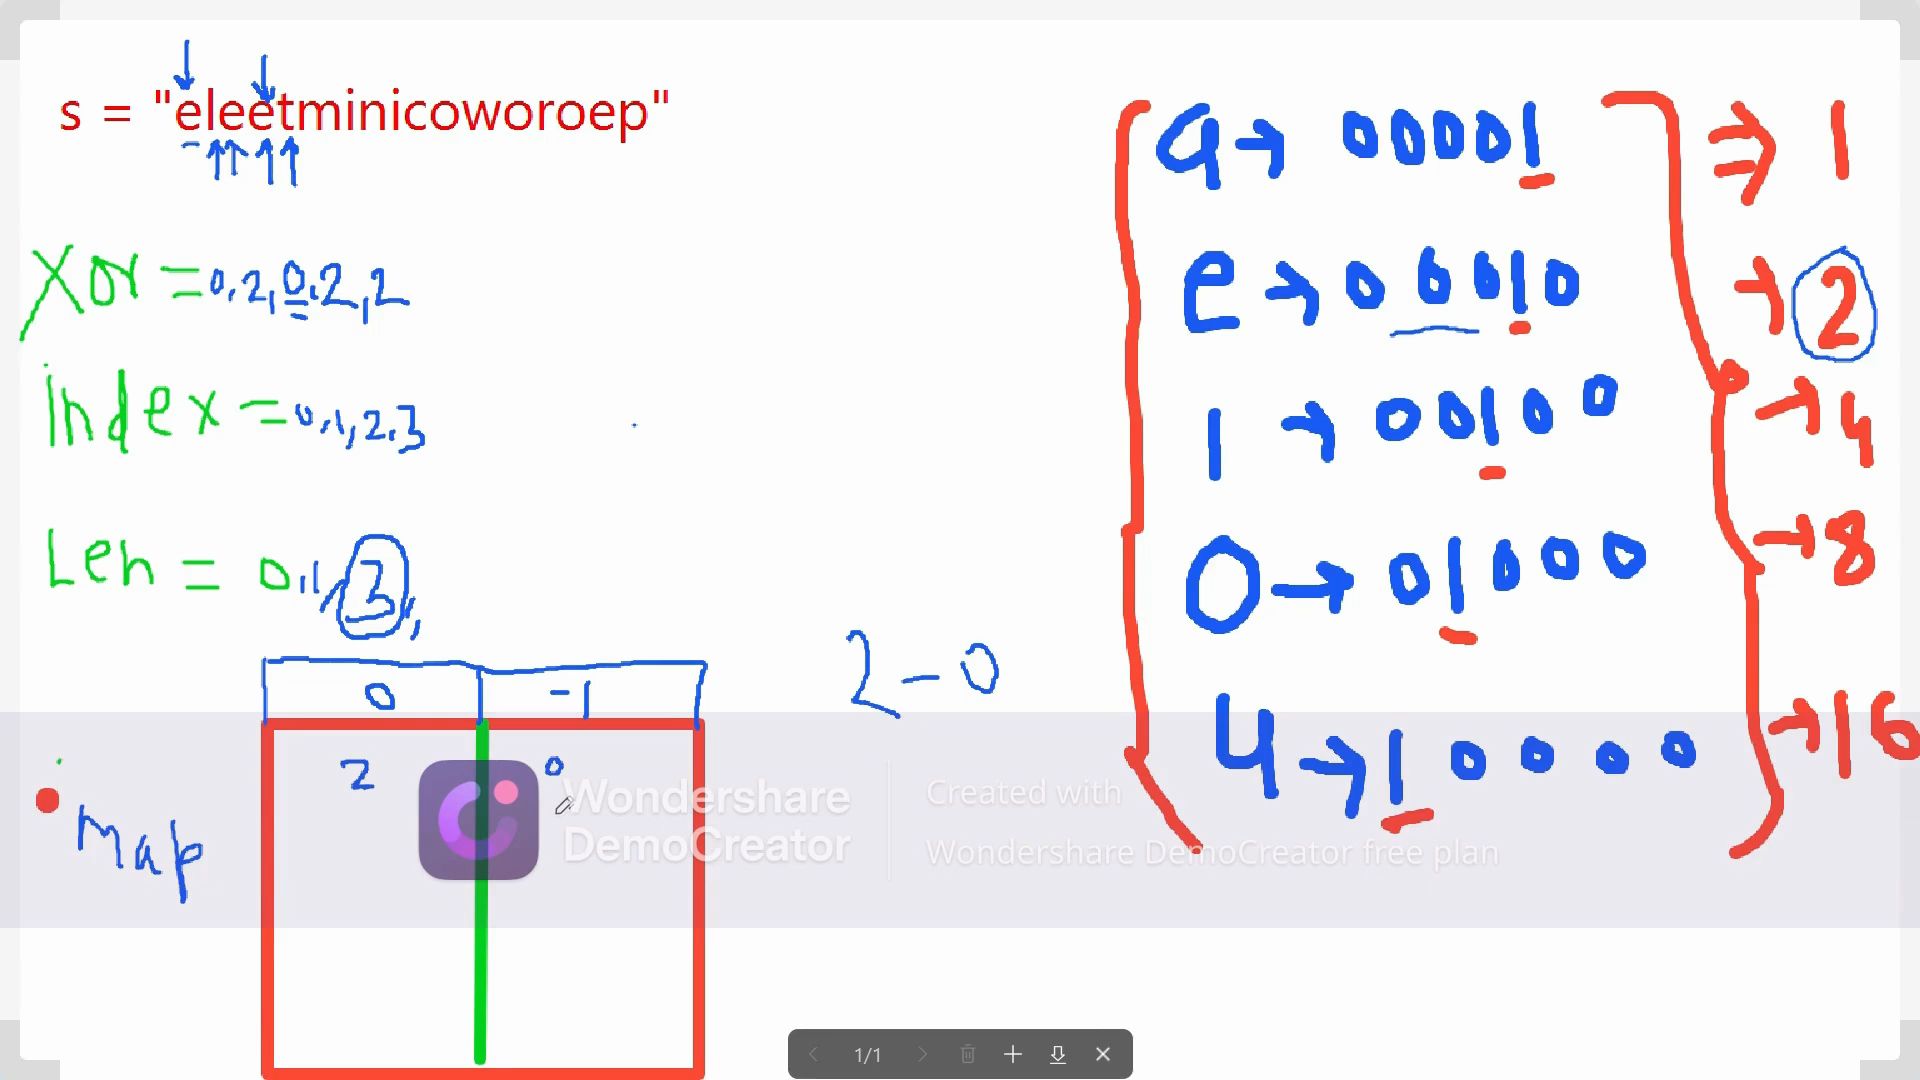 s = "eleetminicoworoep"
Xor = 0,2,0,2,2
index = 0,1,2,3
Len = 0,1,3,
0 -1
2 0
Map
2-0
a → 00001 ⇒ 1
e → 00010 → 2
1 → 00100 → 4
O → 01000 → 8
u → 10000 → 16
Wondershare
DemoCreator
Created with
Wondershare DemoCreator free plan
1/1